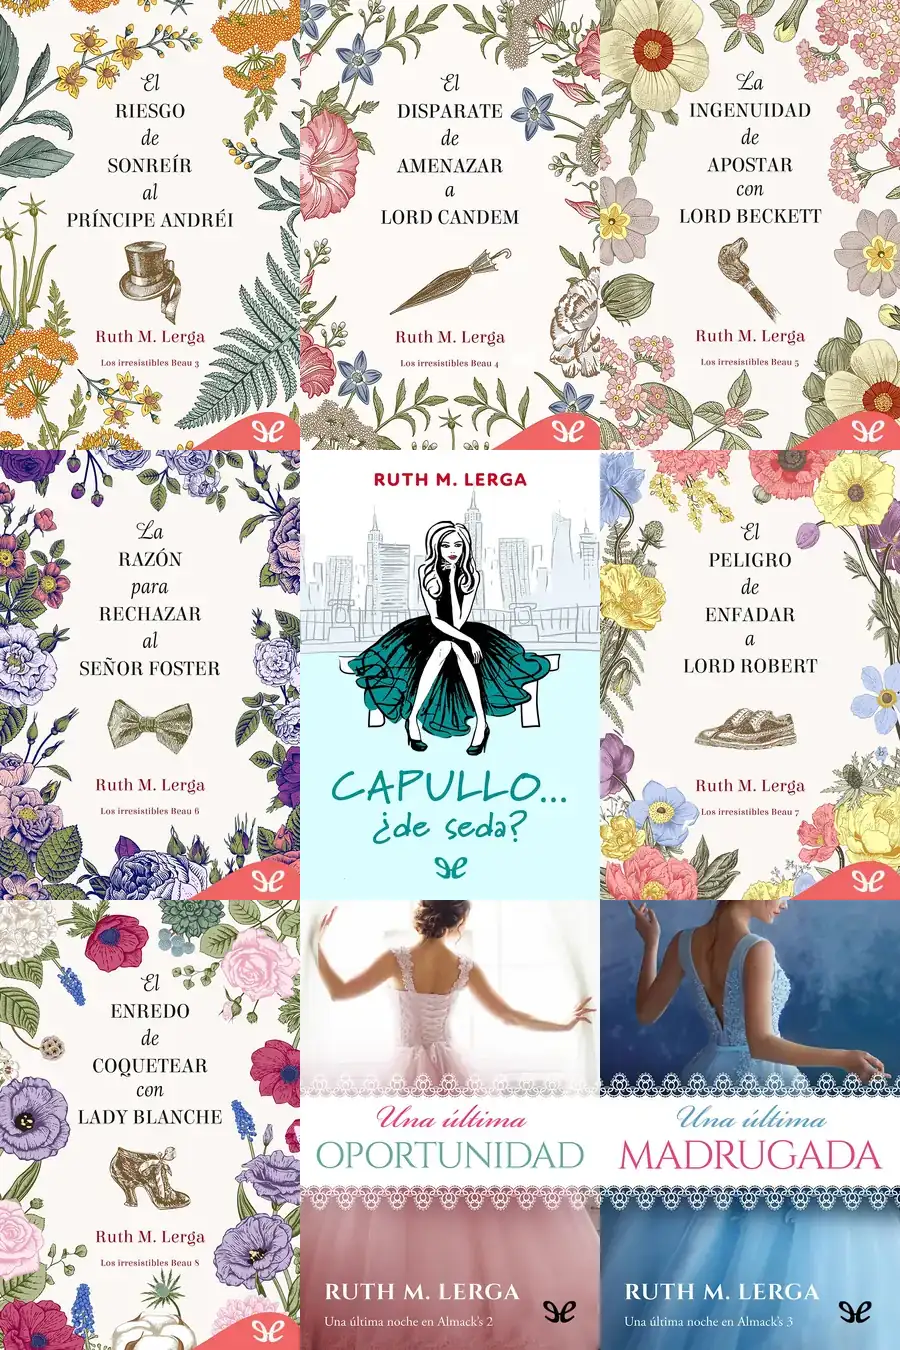 El
RIESGO
de
SONREÍR
al
PRÍNCIPE ANDRÉI
Ruth M. Lerga
Los irresistibles Beau 3
El
DISPARATE
de
AMENAZAR
a
LORD CANDEM
Ruth M. Lerga
Los irresistibles Beau 4
La
INGENUIDAD
de
APOSTAR
con
LORD BECKETT
Ruth M. Lerga
Los irresistibles Beau 5
La
RAZÓN
para
RECHAZAR
al
SEÑOR FOSTER
Ruth M. Lerga
Los irresistibles Beau 6
RUTH M. LERGA
CAPULLO...
¿de seda?
El
PELIGRO
de
ENFADAR
a
LORD ROBERT
Ruth M. Lerga
Los irresistibles Beau 7
El
ENREDO
de
COQUETEAR
con
LADY BLANCHE
Ruth M. Lerga
Los irresistibles Beau 8
Una última
OPORTUNIDAD
RUTH M. LERGA
Una última noche en Almack's 2
Una última
MADRUGADA
RUTH M. LERGA
Una última noche en Almack's 3